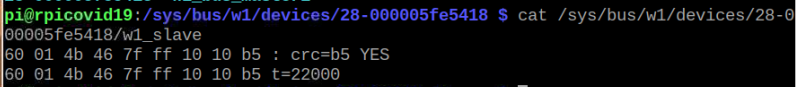 pi@rpicovid19:/sys/bus/w1/devices/28-000005fe5418 $ cat /sys/bus/w1/devices/28-0
00005fe5418/w1_slave
60 01 4b 46 7f ff 10 10 b5 : crc=b5 YES
60 01 4b 46 7f ff 10 10 b5 t=22000